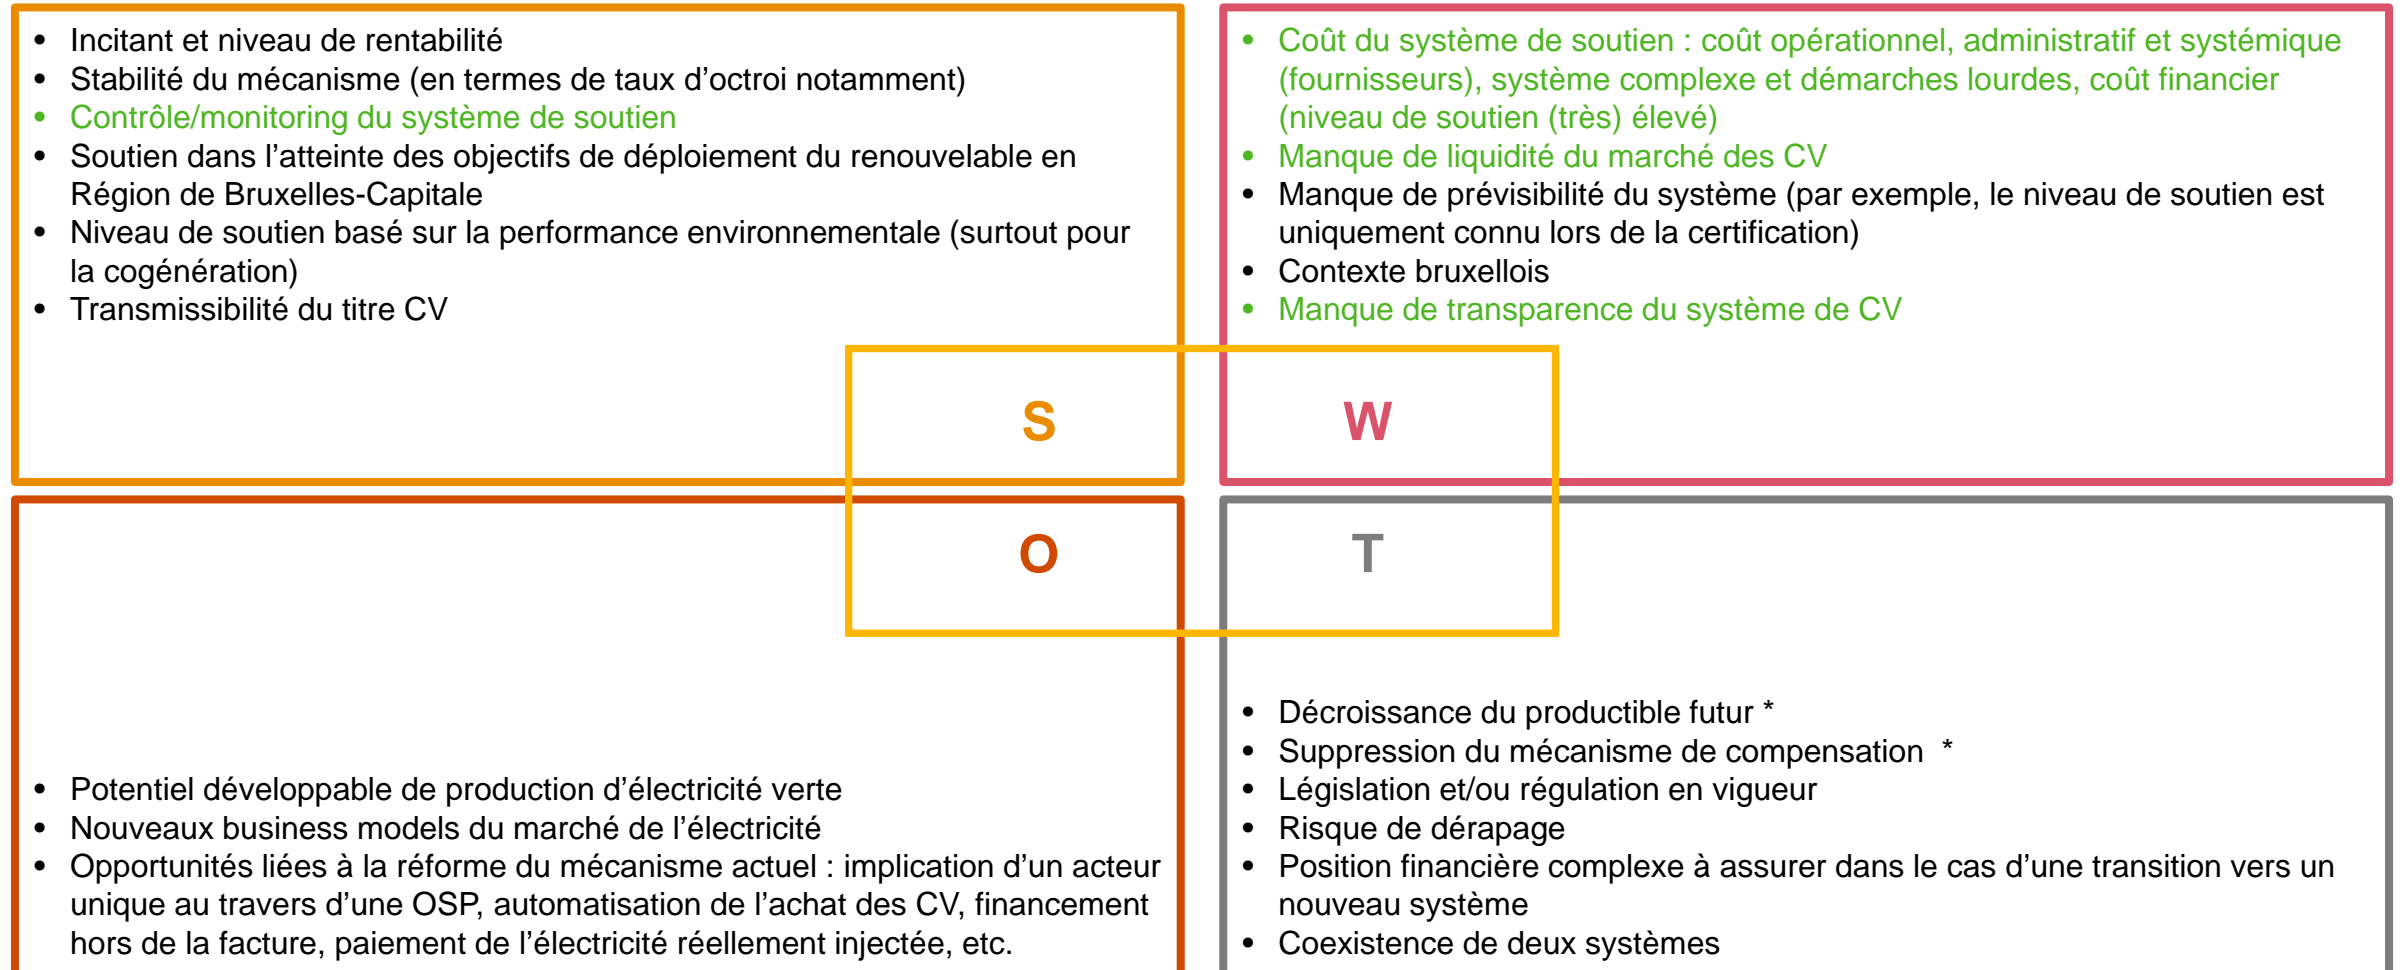 • Incitant et niveau de rentabilité
• Stabilité du mécanisme (en termes de taux d’octroi notamment)
• Contrôle/monitoring du système de soutien
• Soutien dans l’atteinte des objectifs de déploiement du renouvelable en
Région de Bruxelles-Capitale
• Niveau de soutien basé sur la performance environnementale (surtout pour
la cogénération)
• Transmissibilité du titre CV
• Coût du système de soutien : coût opérationnel, administratif et systémique
(fournisseurs), système complexe et démarches lourdes, coût financier
(niveau de soutien (très) élevé)
• Manque de liquidité du marché des CV
• Manque de prévisibilité du système (par exemple, le niveau de soutien est
uniquement connu lors de la certification)
• Contexte bruxellois
• Manque de transparence du système de CV
S
W
O
T
• Potentiel développable de production d’électricité verte
• Nouveaux business models du marché de l’électricité
• Opportunités liées à la réforme du mécanisme actuel : implication d’un acteur
unique au travers d’une OSP, automatisation de l’achat des CV, financement
hors de la facture, paiement de l’électricité réellement injectée, etc.
• Décroissance du productible futur *
• Suppression du mécanisme de compensation *
• Législation et/ou régulation en vigueur
• Risque de dérapage
• Position financière complexe à assurer dans le cas d’une transition vers un
nouveau système
• Coexistence de deux systèmes